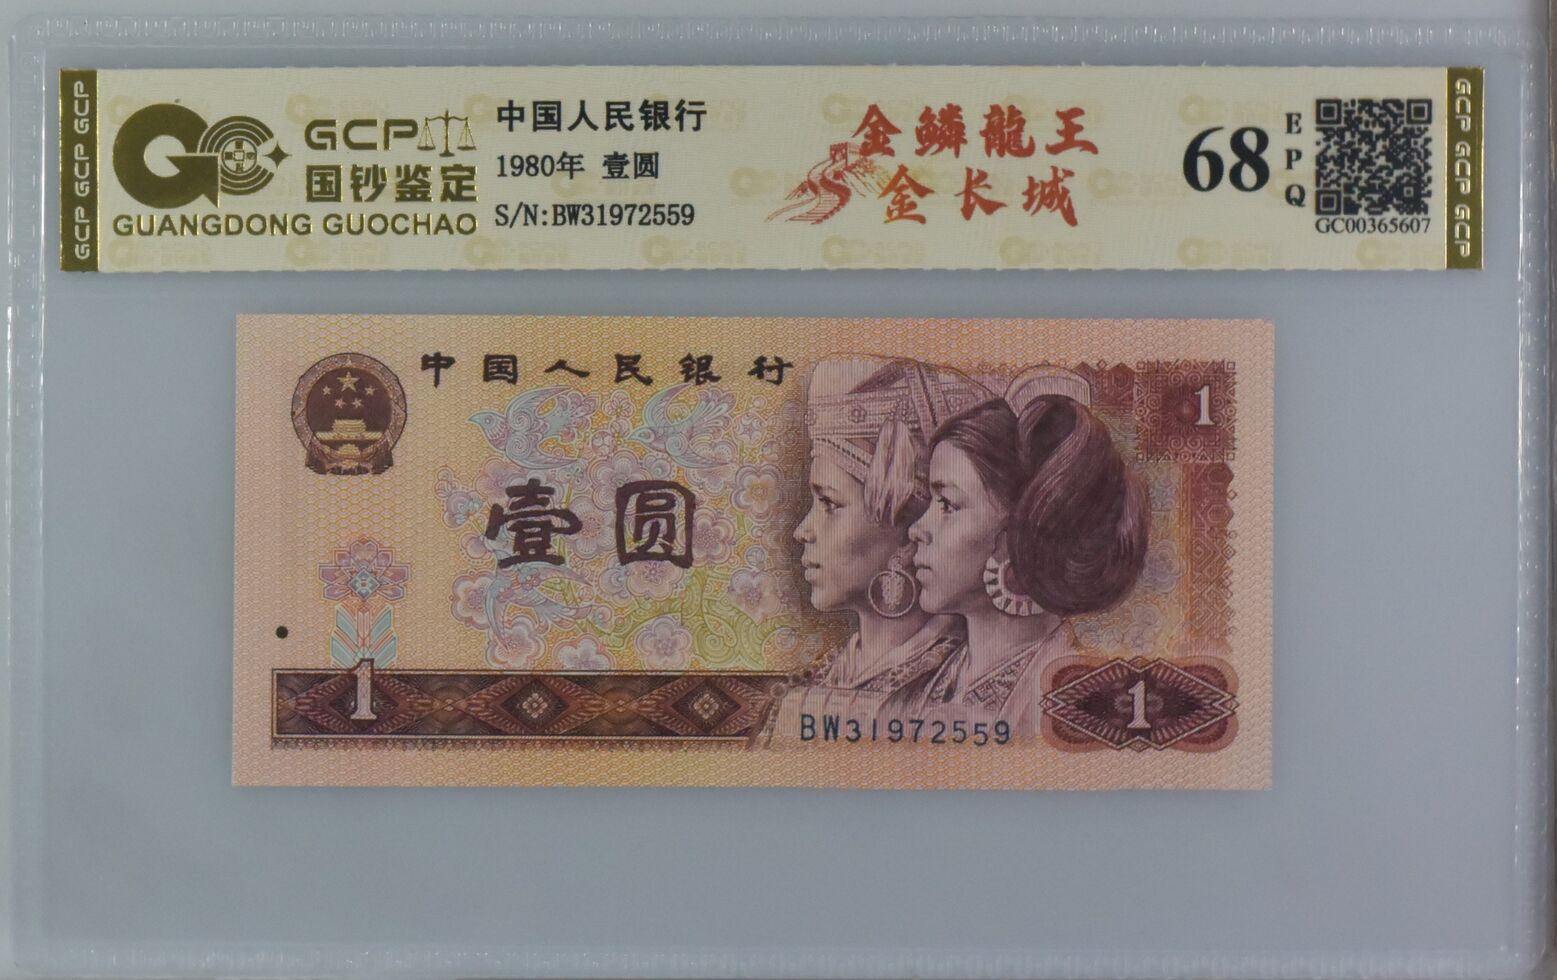 GCP GCP GCP
GCP
国钞鉴定
GUANGDONG GUOCHAO
中国人民银行
1980年 壹圆
S/N:BW31972559
金鳞龍王
金长城
68
EPQ
GC00365607
GCP GCP GCP
中国人民银行
1
壹圆
1
BW31972559
1